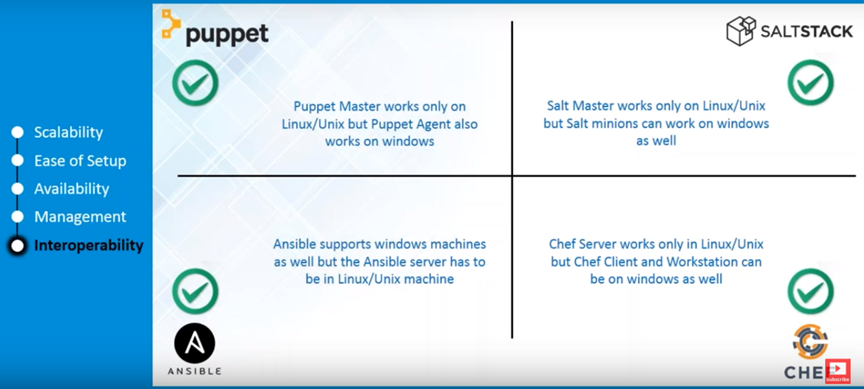 Scalability
Ease of Setup
Availability
Management
Interoperability
puppet
Puppet Master works only on
Linux/Unix but Puppet Agent also
works on windows
SALTSTACK
Salt Master works only on Linux/Unix
but Salt minions can work on windows
as well
Ansible supports windows machines
as well but the Ansible server has to
be in Linux/Unix machine
ANSIBLE
Chef Server works only in Linux/Unix
but Chef Client and Workstation can
be on windows as well
CHE
subscribe